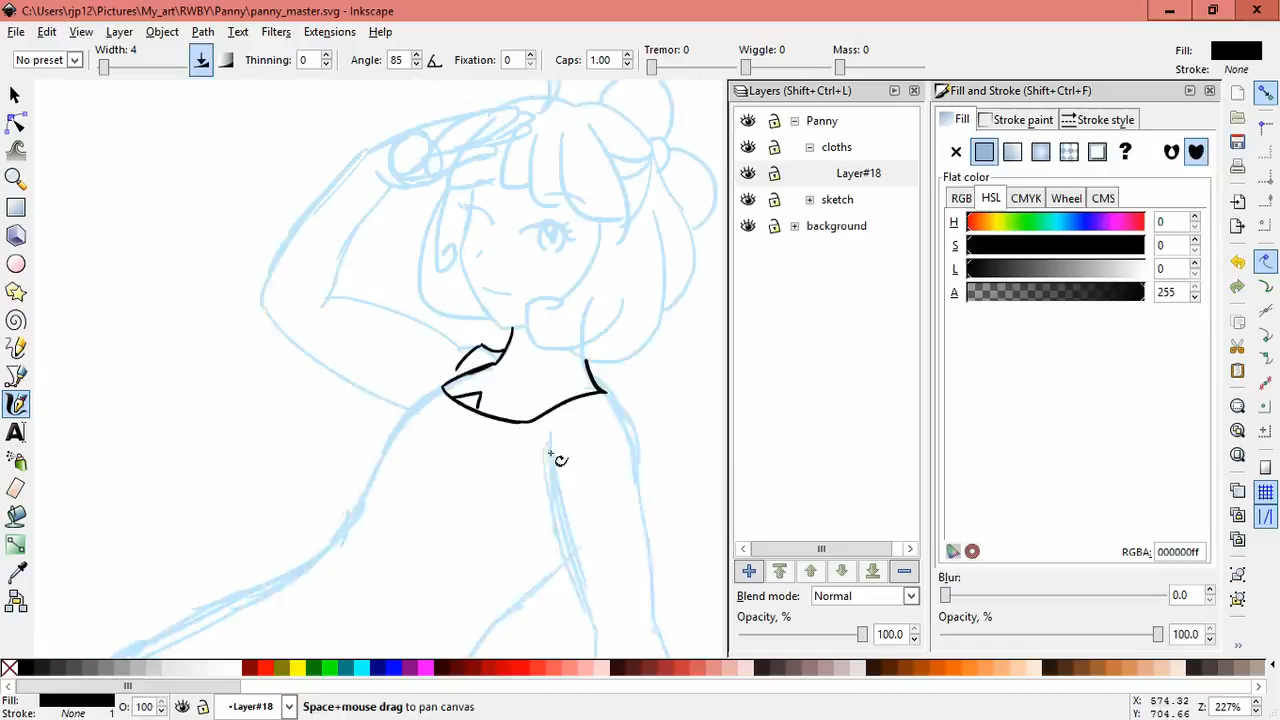 C:\Users\rjp12\Pictures\My_art\RWBY\Panny\panny_master.svg - Inkscape
File Edit View Layer Object Path Text Filters Extensions Help
No preset Width: 4 Thinning: 0 Angle: 85 Fixation: 0 Caps: 1.00 Tremor: 0 Wiggle: 0 Mass: 0 Fill:
Stroke: None
Layers (Shift+Ctrl+L) Fill and Stroke (Shift+Ctrl+F)
Panny Fill Stroke paint Stroke style
cloths
Layer#18
sketch
background
Flat color
RGB HSL CMYK Wheel CMS
H 0
S 0
L 0
A 255
RGBA: 000000ff
Blend mode: Normal Blur: 0.0
Opacity, % 100.0 Opacity, % 100.0
Fill: O: 100 •Layer#18 Space+mouse drag to pan canvas X: 574.32 Z: 227%
Stroke: None 1 Y: 704.66